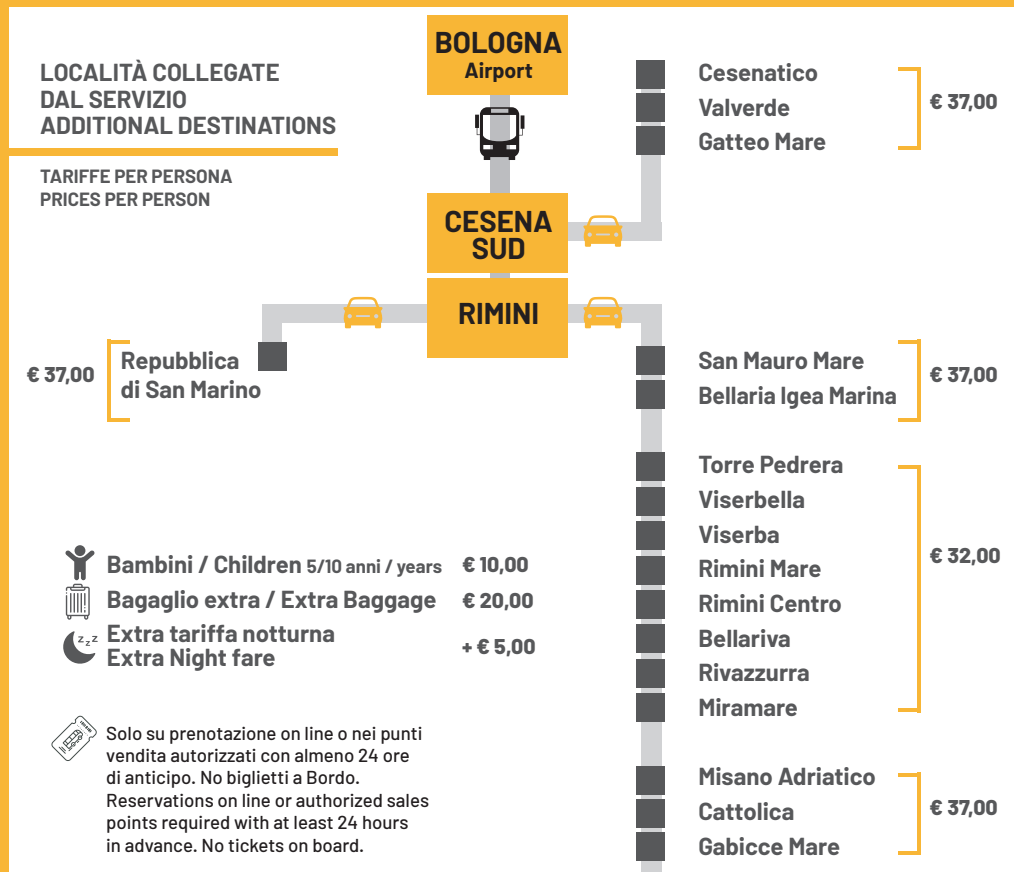 LOCALITÀ COLLEGATE
DAL SERVIZIO
ADDITIONAL DESTINATIONS
TARIFFE PER PERSONA
PRICES PER PERSON
BOLOGNA
Airport
CESENA
SUD
RIMINI
Cesenatico
Valverde
Gatteo Mare
€ 37,00
€ 37,00
Repubblica
di San Marino
San Mauro Mare
Bellaria Igea Marina
€ 37,00
Torre Pedrera
Viserbella
Viserba
Rimini Mare
Rimini Centro
Bellariva
Rivazzurra
Miramare
€ 32,00
Misano Adriatico
Cattolica
Gabicce Mare
€ 37,00
Bambini / Children 5/10 anni / years € 10,00
Bagaglio extra / Extra Baggage € 20,00
zzz
Extra tariffa notturna
Extra Night fare
+ € 5,00
Solo su prenotazione on line o nei punti
vendita autorizzati con almeno 24 ore
di anticipo. No biglietti a Bordo.
Reservations on line or authorized sales
points required with at least 24 hours
in advance. No tickets on board.